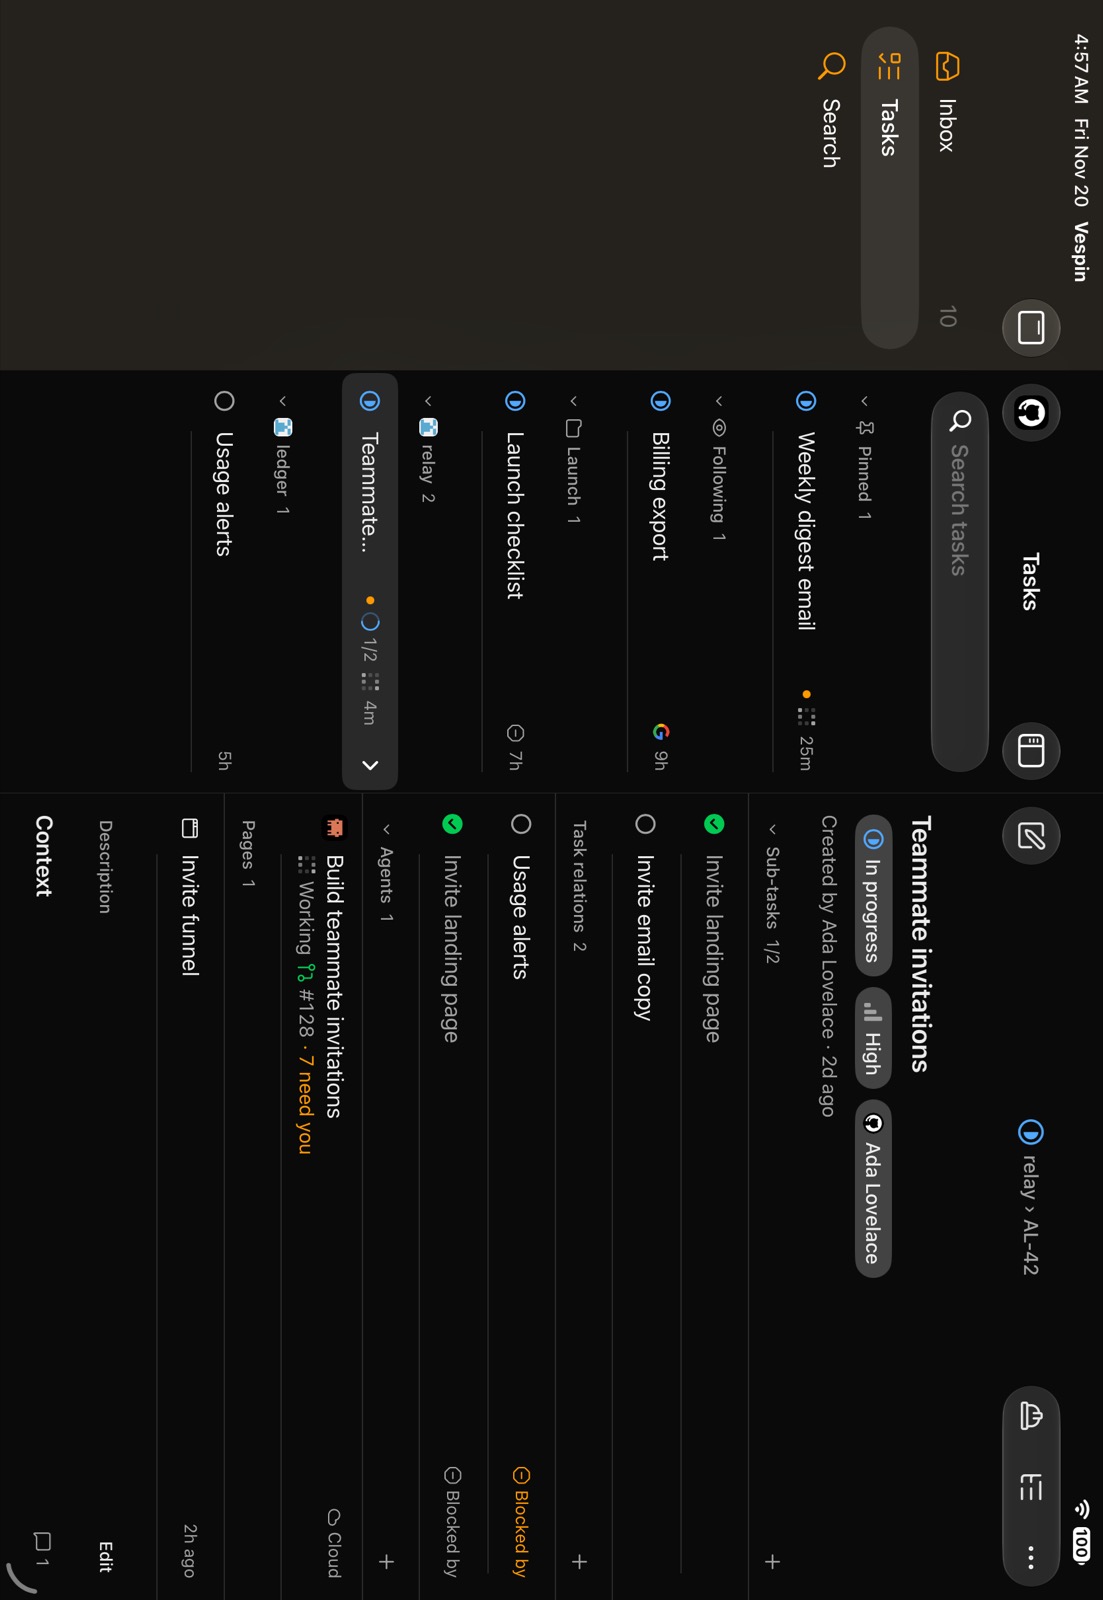 4:57 AM Fri Nov 20 Vespin
100
Inbox 10
Tasks
Search
Tasks
Search tasks
Pinned 1
Weekly digest email 25m
Following 1
Billing export 9h
Launch 1
Launch checklist 7h
relay 2
Teammate... 1/2 4m
ledger 1
Usage alerts 5h
relay › AL-42
Teammate invitations
In progress High Ada Lovelace
Created by Ada Lovelace · 2d ago
Sub-tasks 1/2
Invite landing page
Invite email copy
Task relations 2
Usage alerts Blocked by
Invite landing page Blocked by
Agents 1
Build teammate invitations Cloud
Working #128 · 7 need you
Pages 1
Invite funnel 2h ago
Description Edit
Context 1